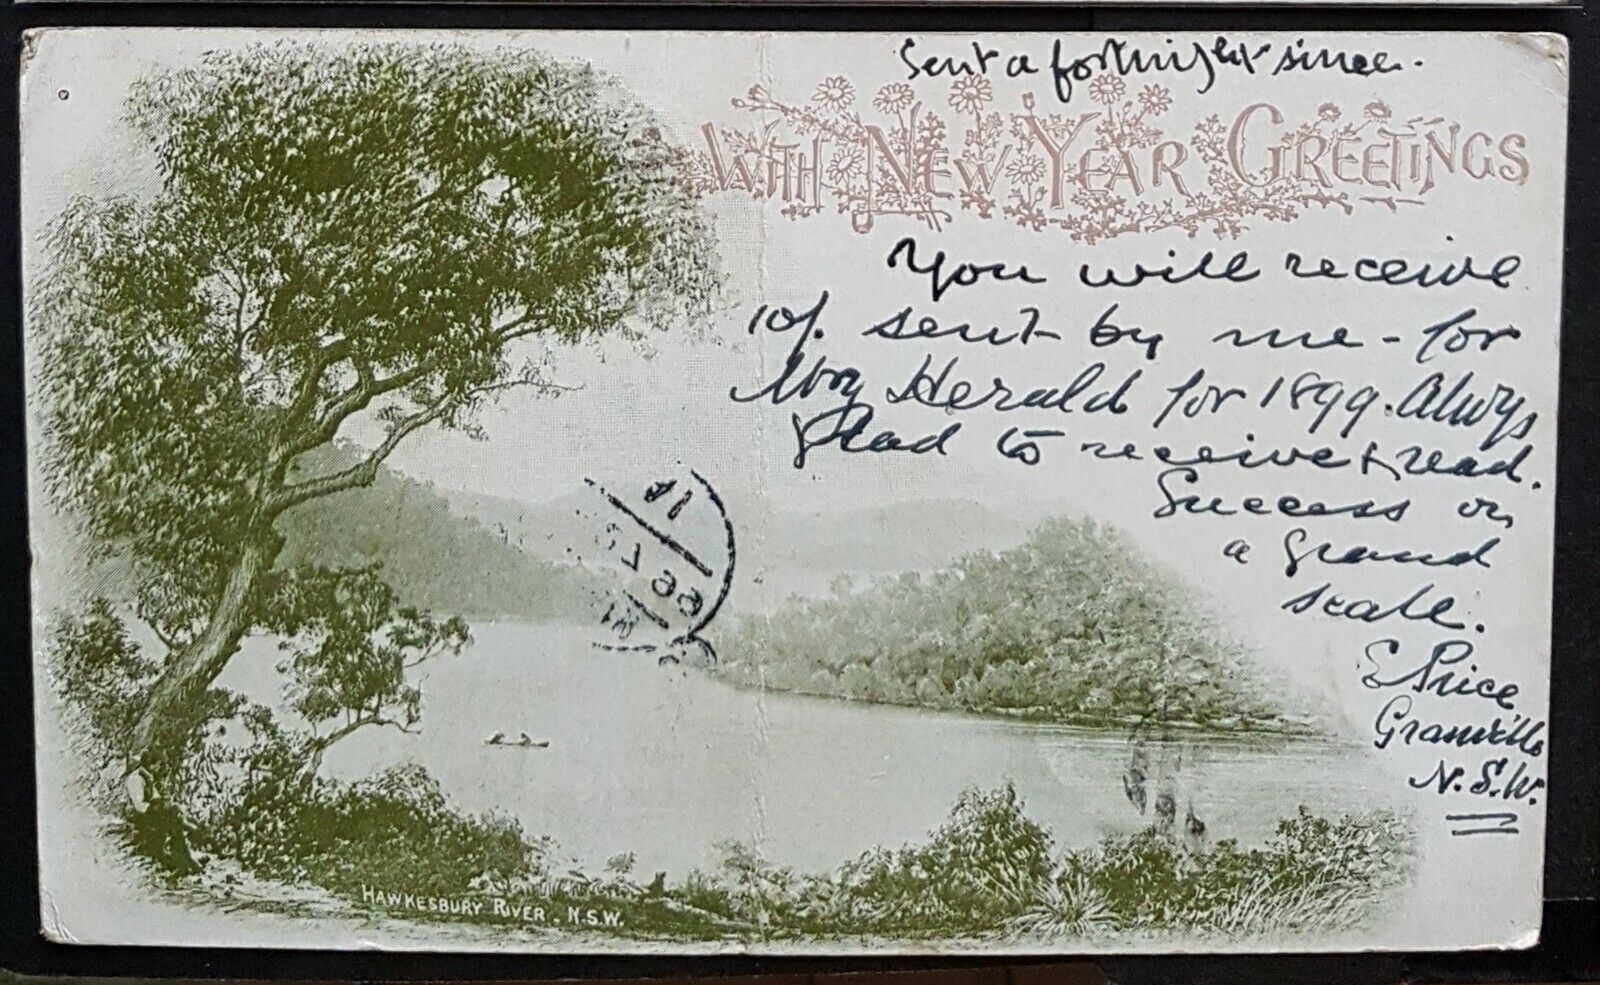 Sent a fortnight since.
WITH NEW YEAR GREETINGS
You will receive
10/. sent by me - for
My Herald for 1899. Always
glad to receive & read.
Success on
a grand
scale.
E Price
Granville
N.S.W.
HAWKESBURY RIVER. N.S.W.